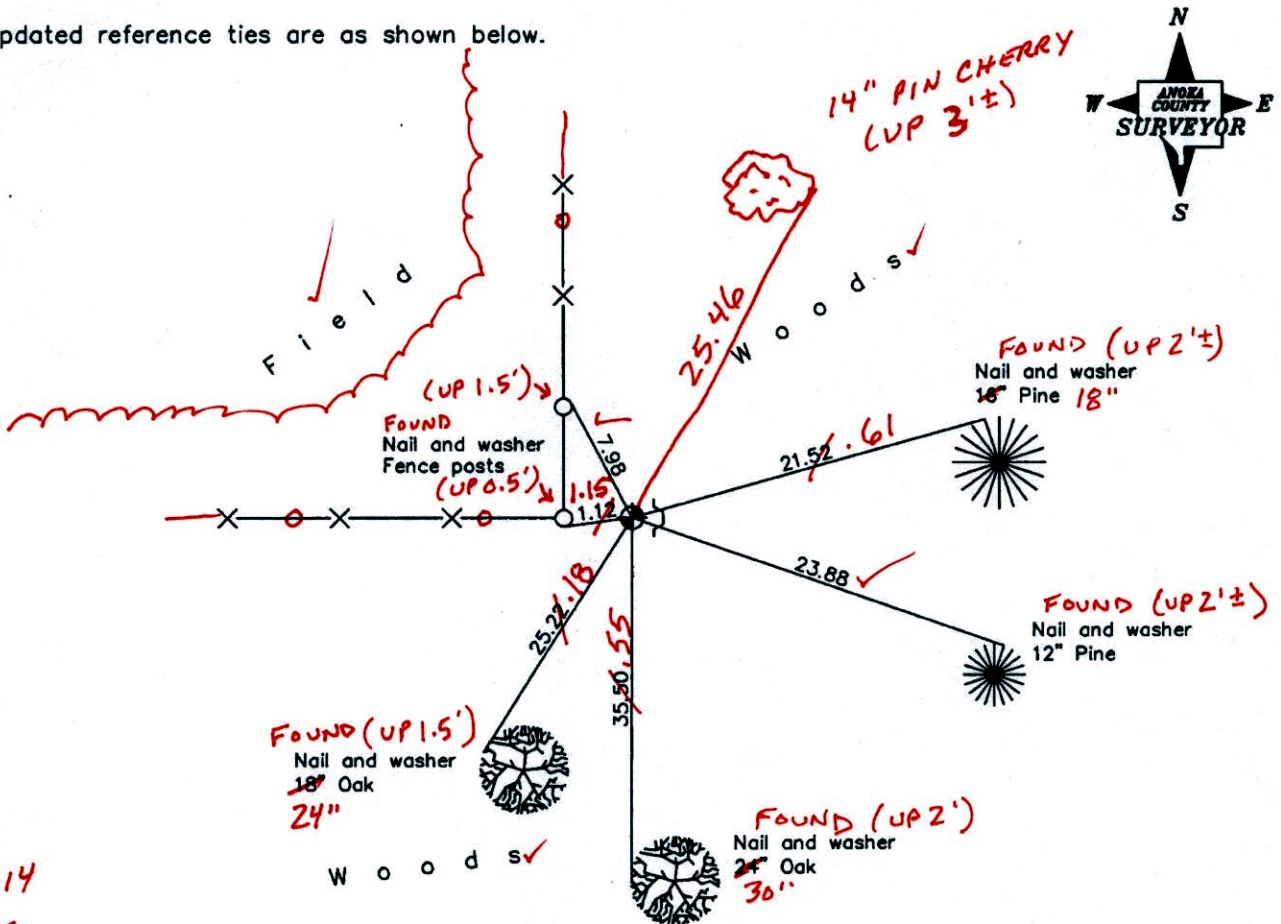 pdated reference ties are as shown below.
N
W
ANOKA
COUNTY
E
SURVEYOR
S
14" PIN CHERRY
(UP 3'±)
Field
Woods
25.46
FOUND (UP 2'±)
Nail and washer
Pine 18"
(UP 1.5')
FOUND
Nail and washer
Fence posts
(UP 0.5')
7.98
1.15
1.12
21.52 .61
23.88
FOUND (UP 2'±)
Nail and washer
12" Pine
25.22 .18
35.50 .55
FOUND (UP 1.5')
Nail and washer
18" Oak
24"
FOUND (UP 2')
Nail and washer
24" Oak
30"
Woods
14